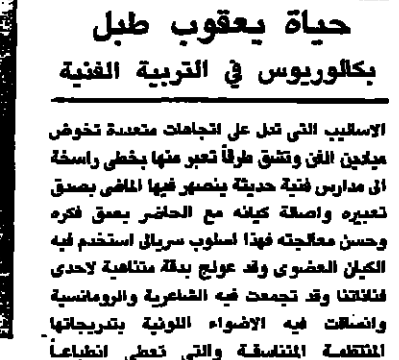 حياة يعقوب طبل
بكالوريوس في التربية الفنية
الاساليب التي تدل على اتجاهات متعددة تخوض
ميادين الفن وتشق طرقاً تعبر منها بخطى راسخة
الى مدارس فنية حديثة ينصهر فيها الماضي بصدق
تعبيره واصالة كيانه مع الحاضر بعمق فكره
وحسن معالجته فهذا اسلوب سريالي استخدم فيه
الكيان العضوي وقد عولج بدقة متناهية لاحدى
فناناتنا وقد تجمعت فيه الشاعرية والرومانسية
وانسابت فيه الاضواء اللونية بتدريجاتها
المنتظمة المتناسقة والتي تعطي انطباعاً